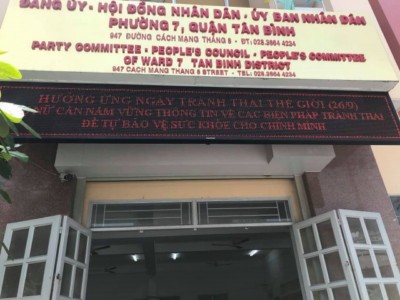 ĐẢNG ỦY - HỘI ĐỒNG NHÂN DÂN - ỦY BAN NHÂN DÂN
PHƯỜNG 7, QUẬN TÂN BÌNH
947 ĐƯỜNG CÁCH MẠNG THÁNG 8 - ĐT: 028.3864 4234
PARTY COMMITTEE - PEOPLE'S COUNCIL - PEOPLE'S COMMITTEE
OF WARD 7 TAN BINH DISTRICT
947 CACH MANG THANG 8 STREET - TEL: 028.3864 4234
HƯỞNG ỨNG NGÀY TRÁNH THAI THẾ GIỚI (26/9)
NỮ CẦN NẮM VỮNG THÔNG TIN VỀ CÁC BIỆN PHÁP TRÁNH THAI
ĐỂ TỰ BẢO VỆ SỨC KHỎE CHO CHÍNH MÌNH